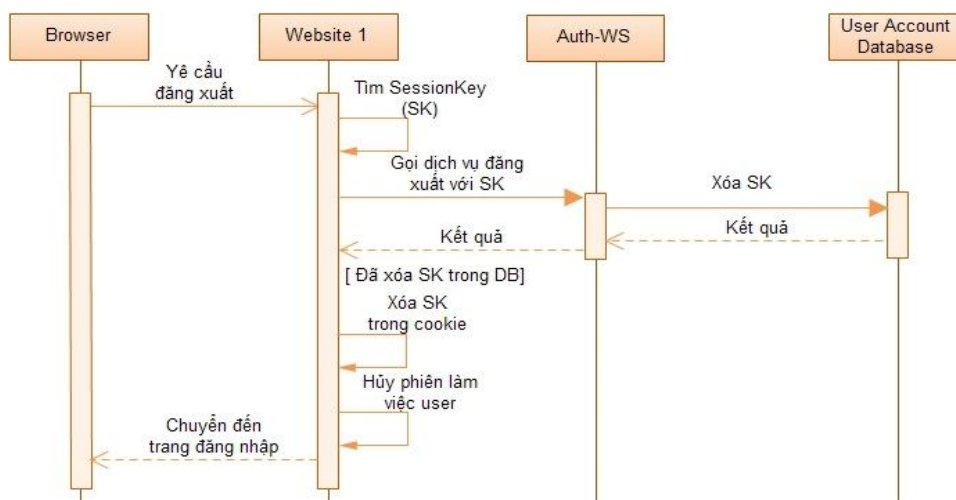 Browser
Website 1
Auth-WS
User Account
Database
Yê cầu
đăng xuất
Tìm SessionKey
(SK)
Gọi dịch vụ đăng
xuất với SK
Xóa SK
Kết quả
Kết quả
[ Đã xóa SK trong DB]
Xóa SK
trong cookie
Hủy phiên làm
việc user
Chuyển đến
trang đăng nhập